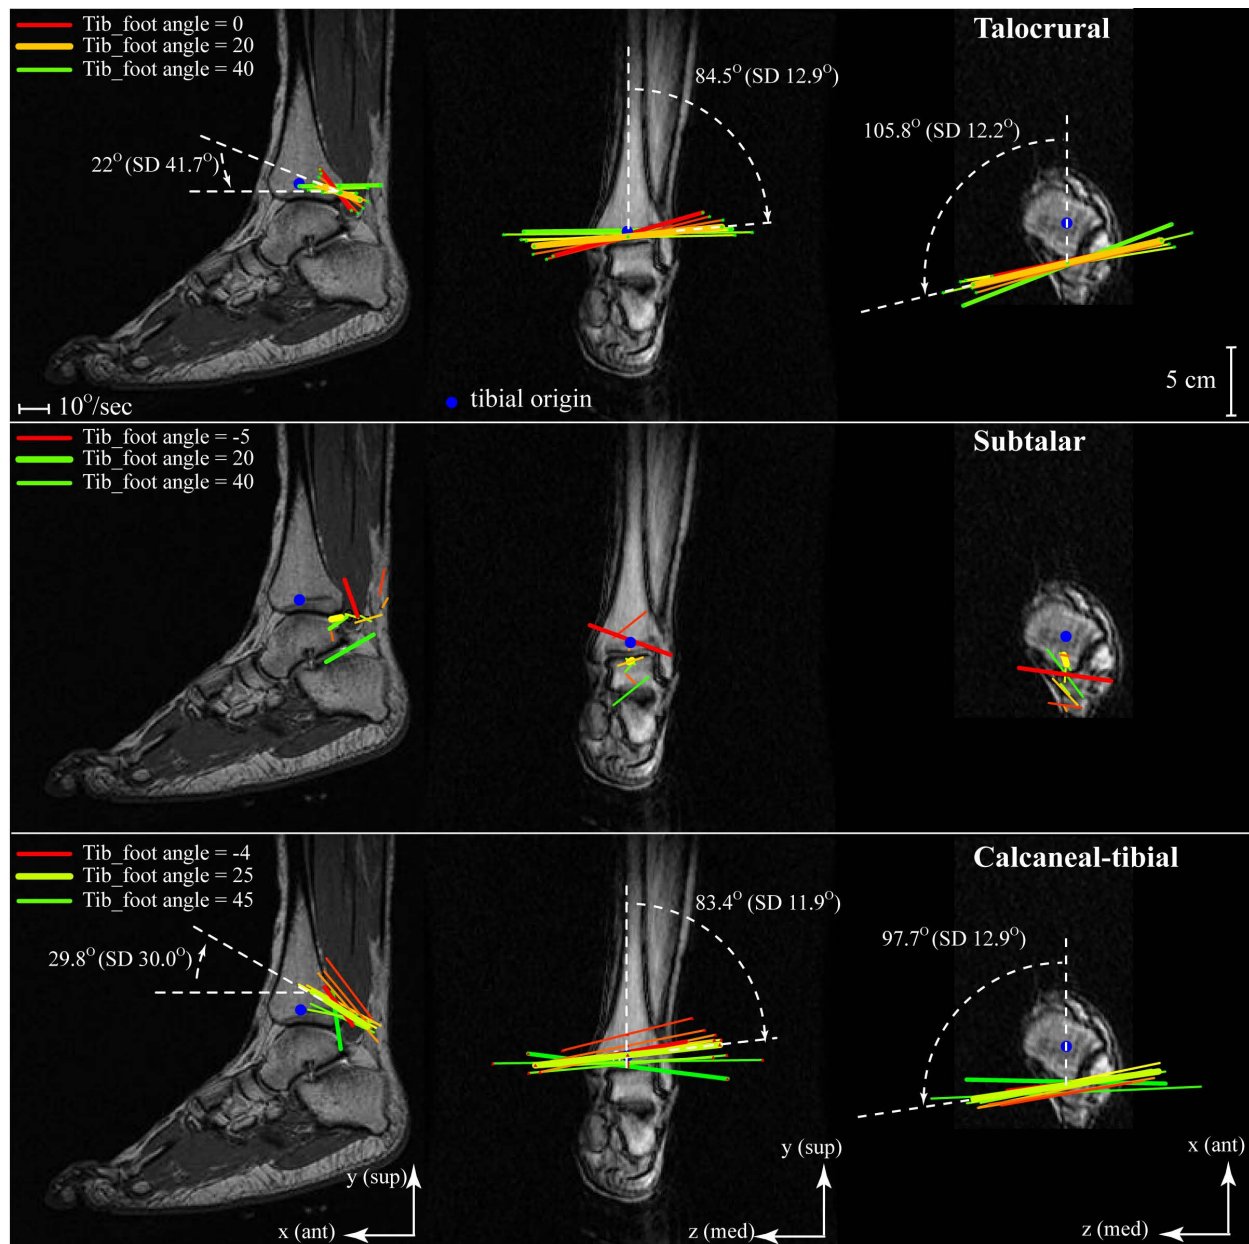 Tib_foot angle = 0
Tib_foot angle = 20
Tib_foot angle = 40
Talocrural
84.5° (SD 12.9°)
105.8° (SD 12.2°)
22° (SD 41.7°)
10°/sec
tibial origin
5 cm
Tib_foot angle = -5
Tib_foot angle = 20
Tib_foot angle = 40
Subtalar
Tib_foot angle = -4
Tib_foot angle = 25
Tib_foot angle = 45
Calcaneal-tibial
83.4° (SD 11.9°)
97.7° (SD 12.9°)
29.8° (SD 30.0°)
y (sup)
x (ant)
y (sup)
z (med)
x (ant)
z (med)